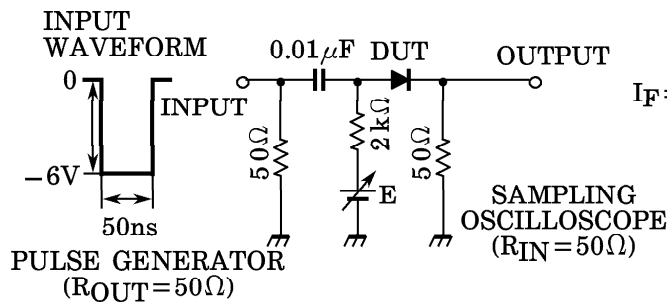 INPUT
WAVEFORM
0
−6V
50ns
PULSE GENERATOR
(ROUT=50Ω)
INPUT
50Ω
0.01μF
2kΩ
E
DUT
50Ω
OUTPUT
SAMPLING
OSCILLOSCOPE
(RIN=50Ω)
IF=